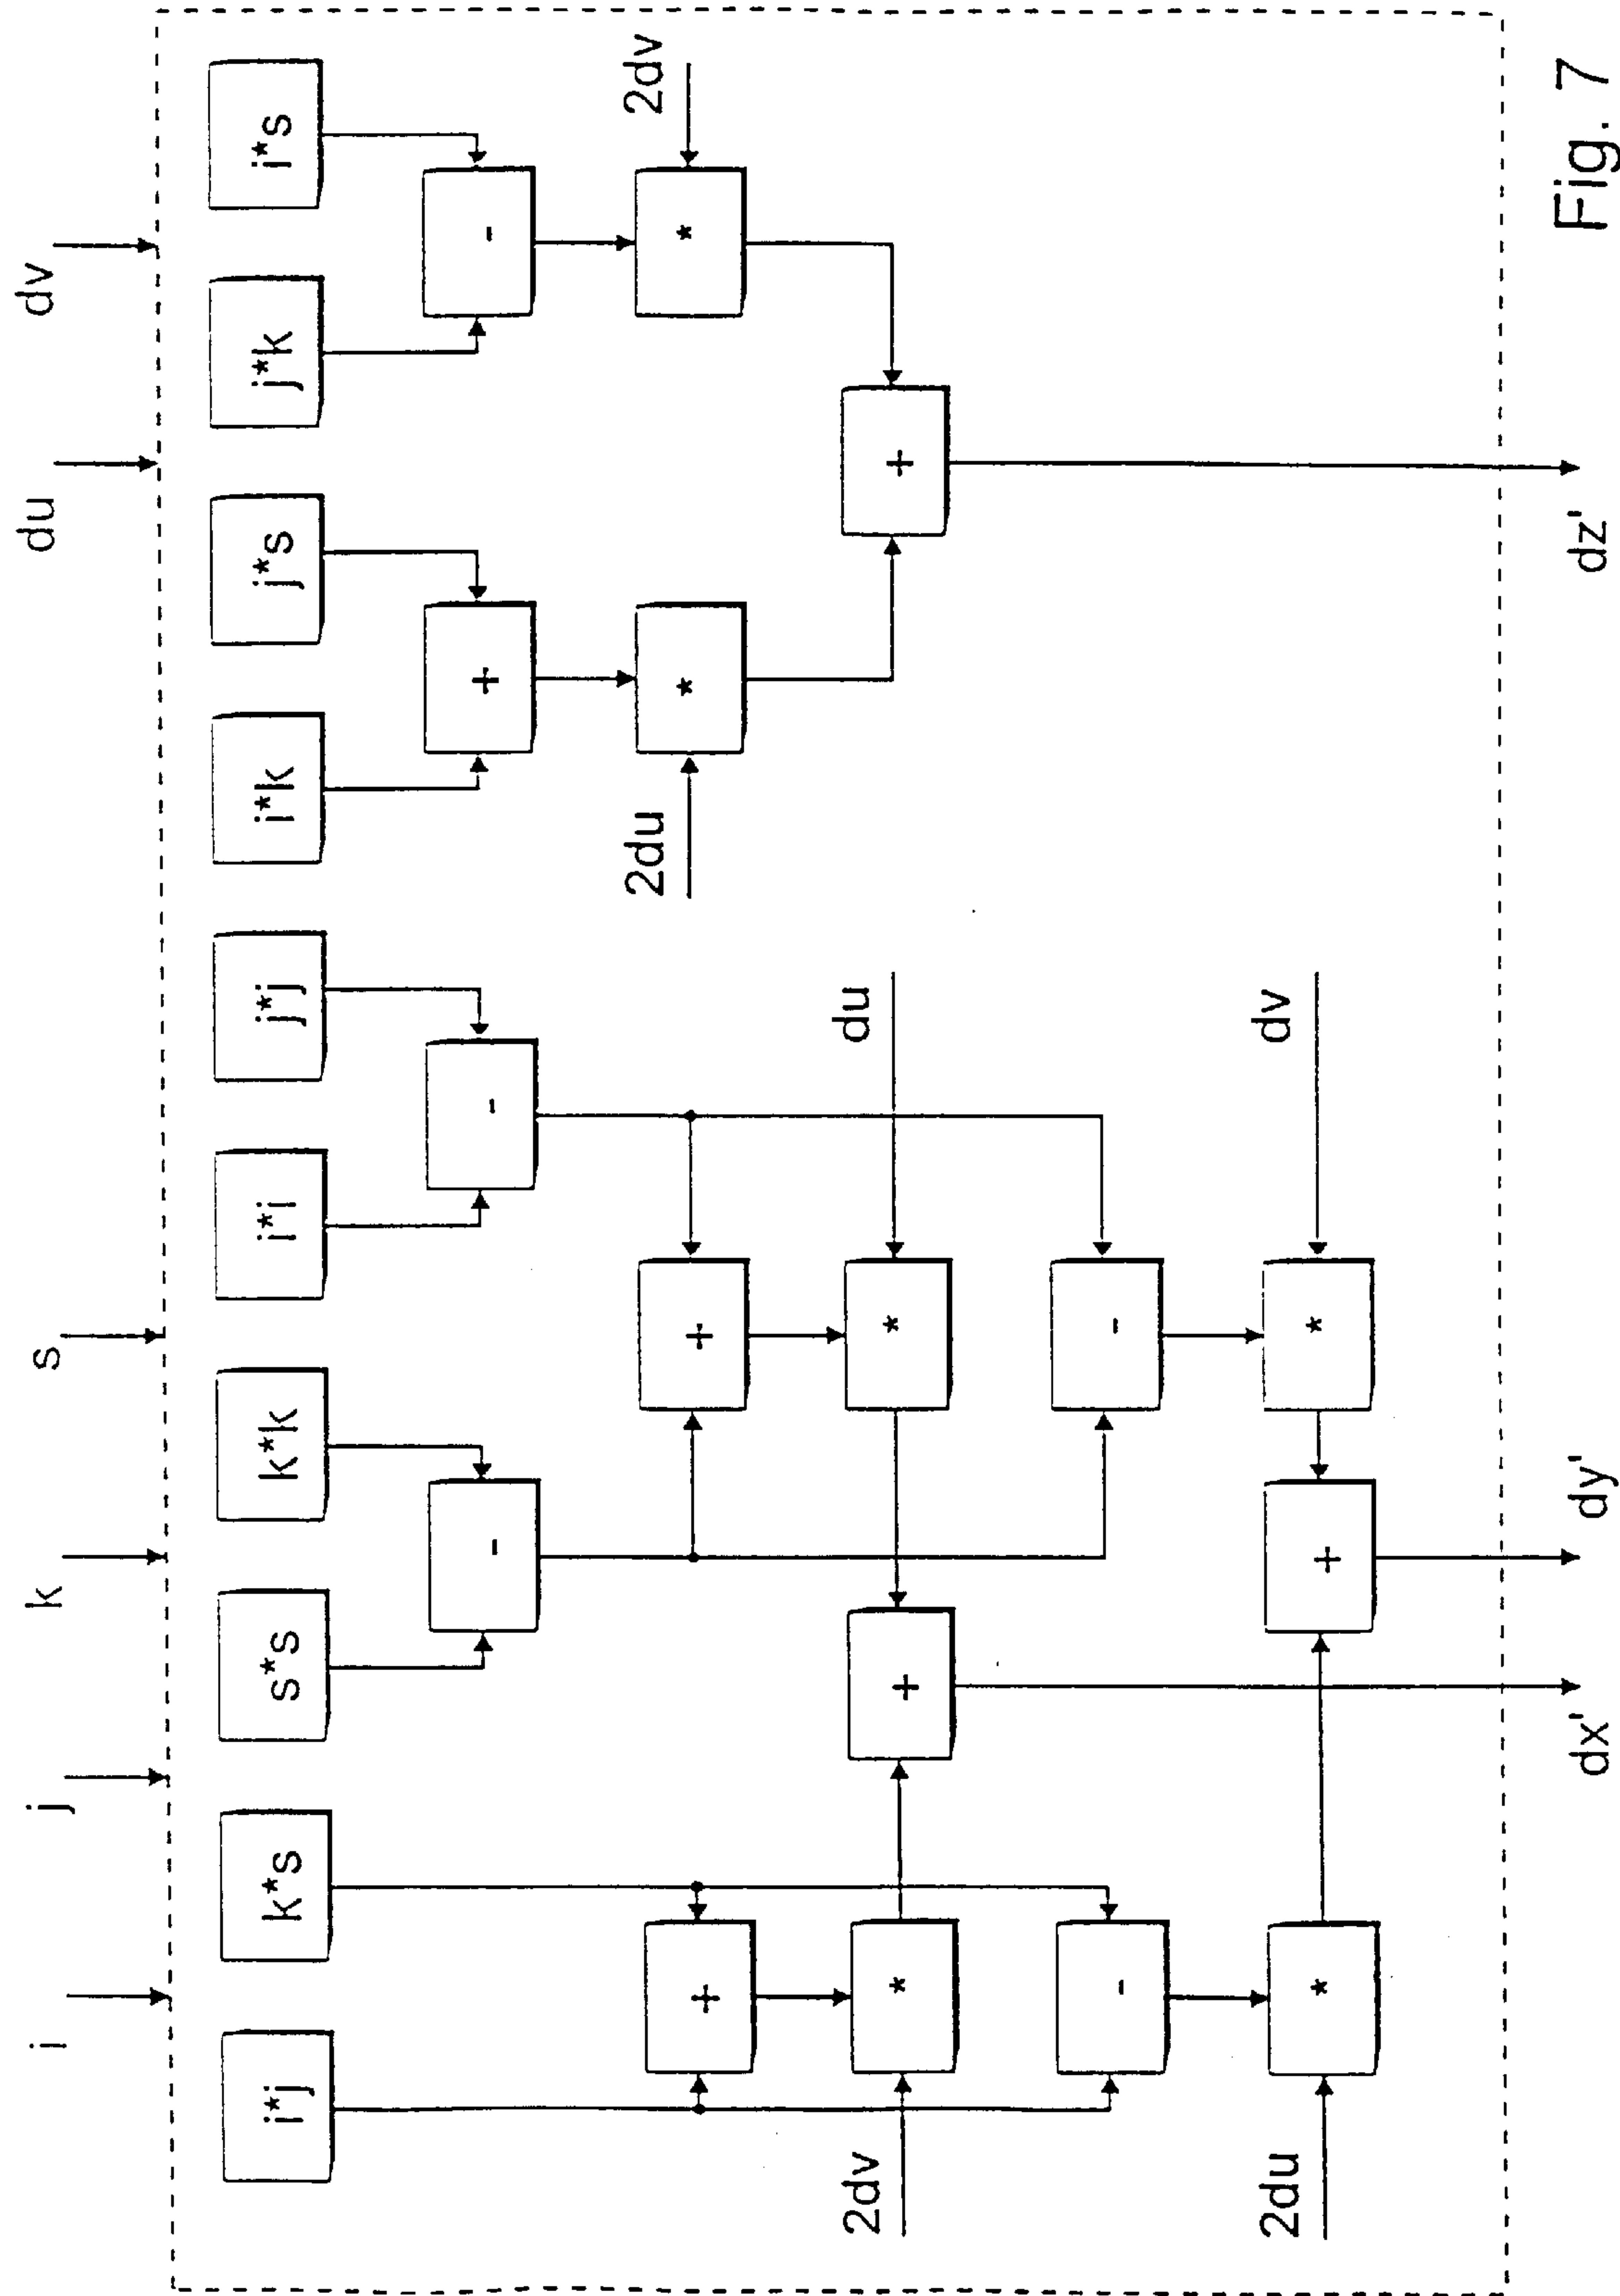 i j k s du dv
i*j k*s s*s k*k i*i j*j i*k j*s j*k i*s
- - + -
+ + 2du * * 2dv
2dv * + * du +
- -
2du * + * dv
dx' dy' dz'
Fig. 7